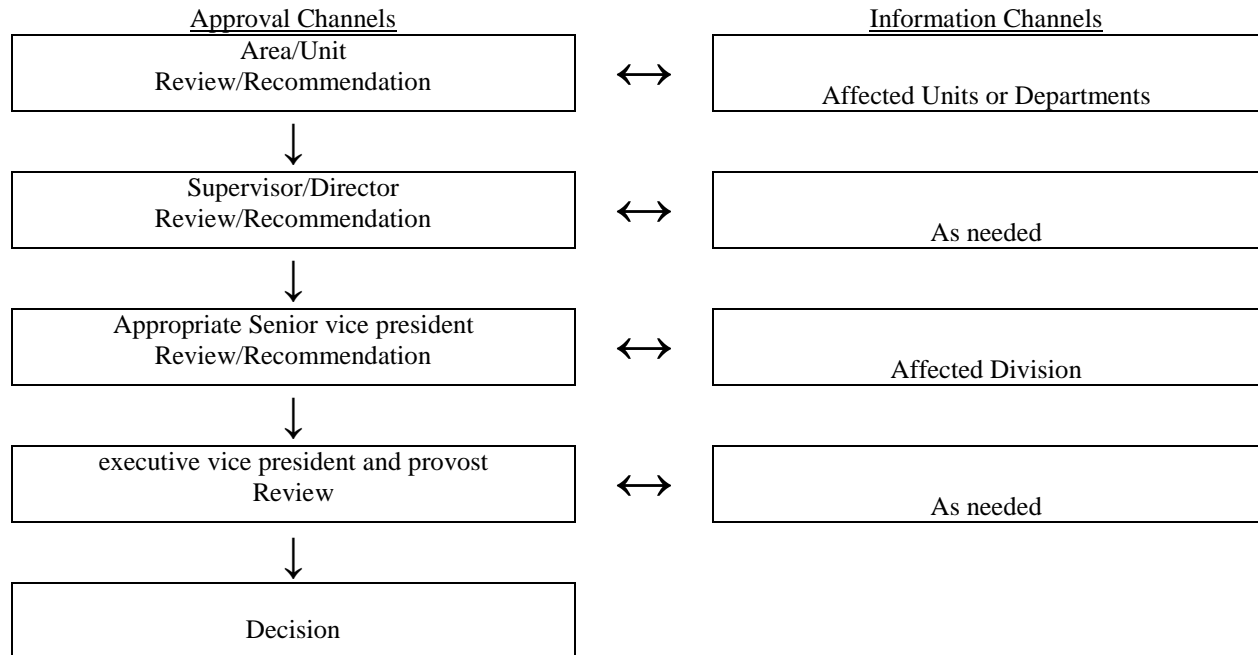 Approval Channels
Information Channels
Area/Unit
Review/Recommendation
Affected Units or Departments
Supervisor/Director
Review/Recommendation
As needed
Appropriate Senior vice president
Review/Recommendation
Affected Division
executive vice president and provost
Review
As needed
Decision